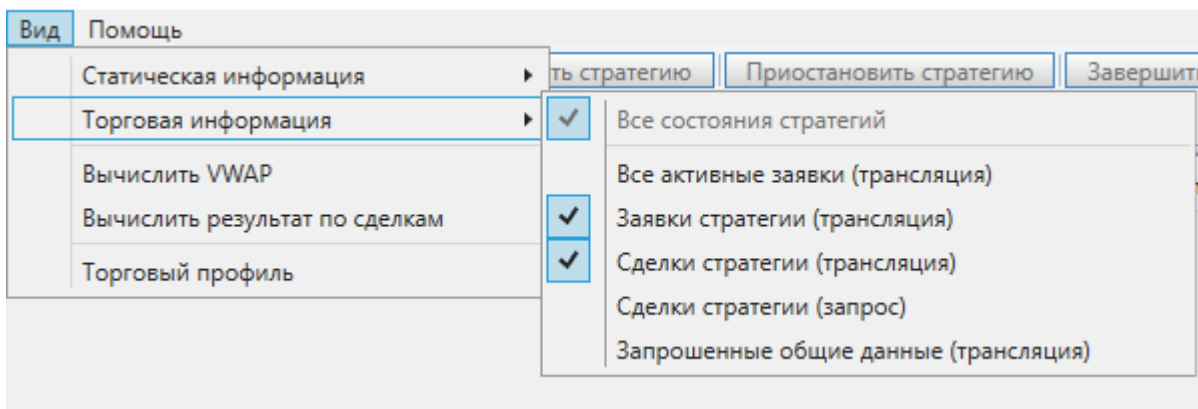 Вид Помощь
Статическая информация ть стратегию Приостановить стратегию Завершить
Торговая информация Все состояния стратегий
Вычислить VWAP Все активные заявки (трансляция)
Вычислить результат по сделкам Заявки стратегии (трансляция)
Торговый профиль Сделки стратегии (трансляция)
Сделки стратегии (запрос)
Запрошенные общие данные (трансляция)